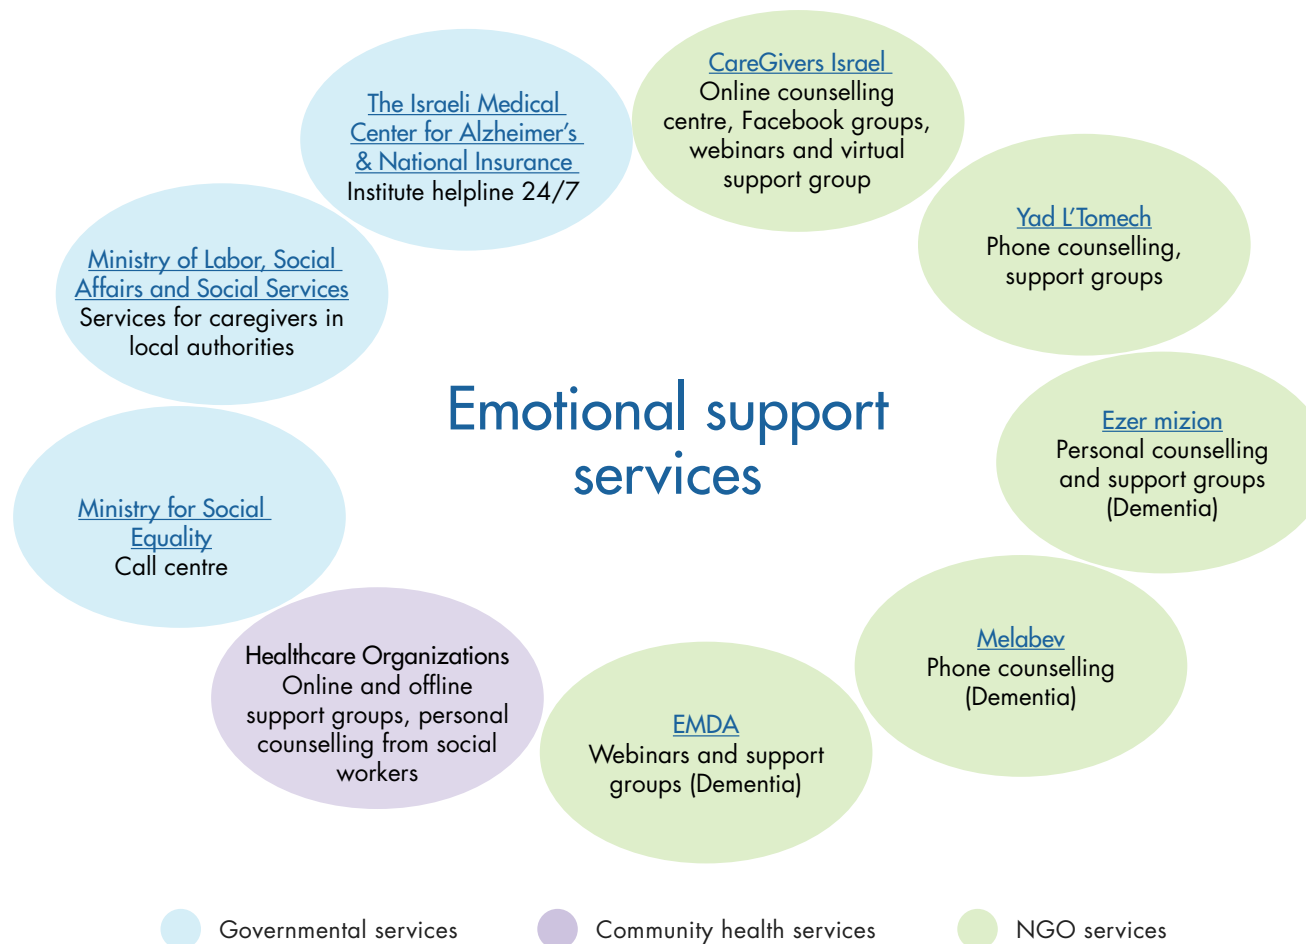 CareGivers Israel
Online counselling
centre, Facebook groups,
webinars and virtual
support group
The Israeli Medical
Center for Alzheimer’s
& National Insurance
Institute helpline 24/7
Yad L’Tomech
Phone counselling,
support groups
Ministry of Labor, Social
Affairs and Social Services
Services for caregivers in
local authorities
Emotional support
services
Ezer mizion
Personal counselling
and support groups
(Dementia)
Ministry for Social
Equality
Call centre
Melabev
Phone counselling
(Dementia)
Healthcare Organizations
Online and offline
support groups, personal
counselling from social
workers
EMDA
Webinars and support
groups (Dementia)
Governmental services
Community health services
NGO services